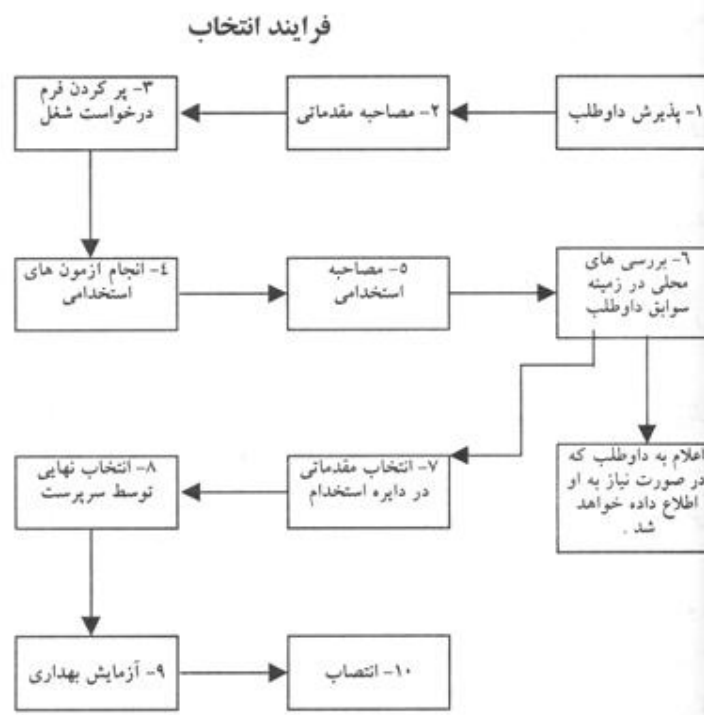 فرایند انتخاب
۱- پذیرش داوطلب
۲- مصاحبه مقدماتی
۳- پر کردن فرم
درخواست شغل
٤- انجام ازمون های
استخدامی
۵- مصاحبه
استخدامی
٦- بررسی های
محلی در زمینه
سوابق داوطلب
اعلام به داوطلب که
در صورت نیاز به او
اطلاع داده خواهد
شد .
۷- انتخاب مقدماتی
در دایره استخدام
۸- انتخاب نهایی
توسط سرپرست
۹- آزمایش بهداری
۱۰- انتصاب